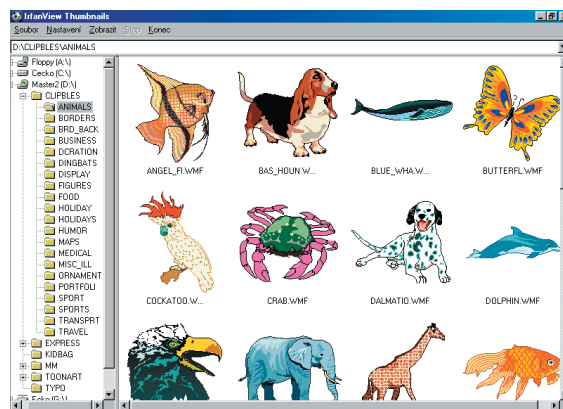 IrfanView Thumbnails
Soubor Nastavení Zobrazit Stop Konec
D:\CLIPBLES\ANIMALS
Floppy (A:\)
Cecko (C:\)
Master2 (D:\)
CLIPBLES
ANIMALS
BORDERS
BRD_BACK
BUSINESS
DCRATION
DINGBATS
DISPLAY
FIGURES
FOOD
HOLIDAY
HOLIDAYS
HUMOR
MAPS
MEDICAL
MISC_ILL
ORNAMENT
PORTFOLI
SPORT
SPORTS
TRANSPRT
TRAVEL
EXPRESS
KIDBAG
MM
TOONART
TYPO
Ecko (G:\)
ANGEL_FI.WMF BAS_HOUN.W... BLUE_WHA.W... BUTTERFL.WMF
COCKATOO.W... CRAB.WMF DALMATIO.WMF DOLPHIN.WMF